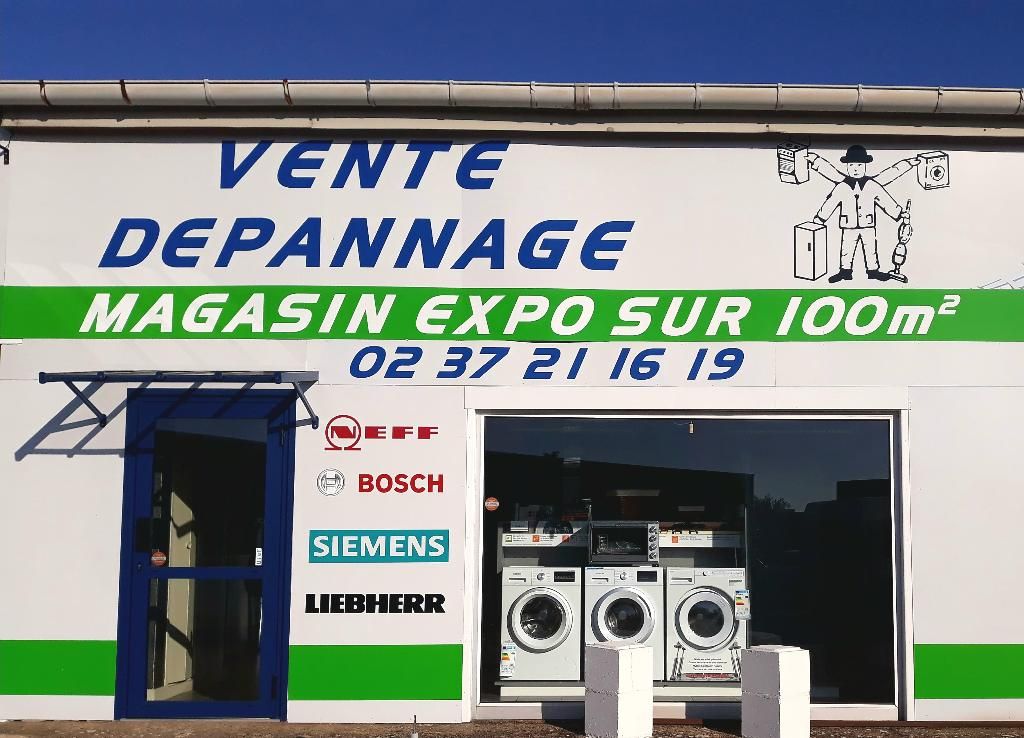 VENTE
DEPANNAGE
MAGASIN EXPO SUR 100m²
02 37 21 16 19
NEFF
BOSCH
SIEMENS
LIEBHERR